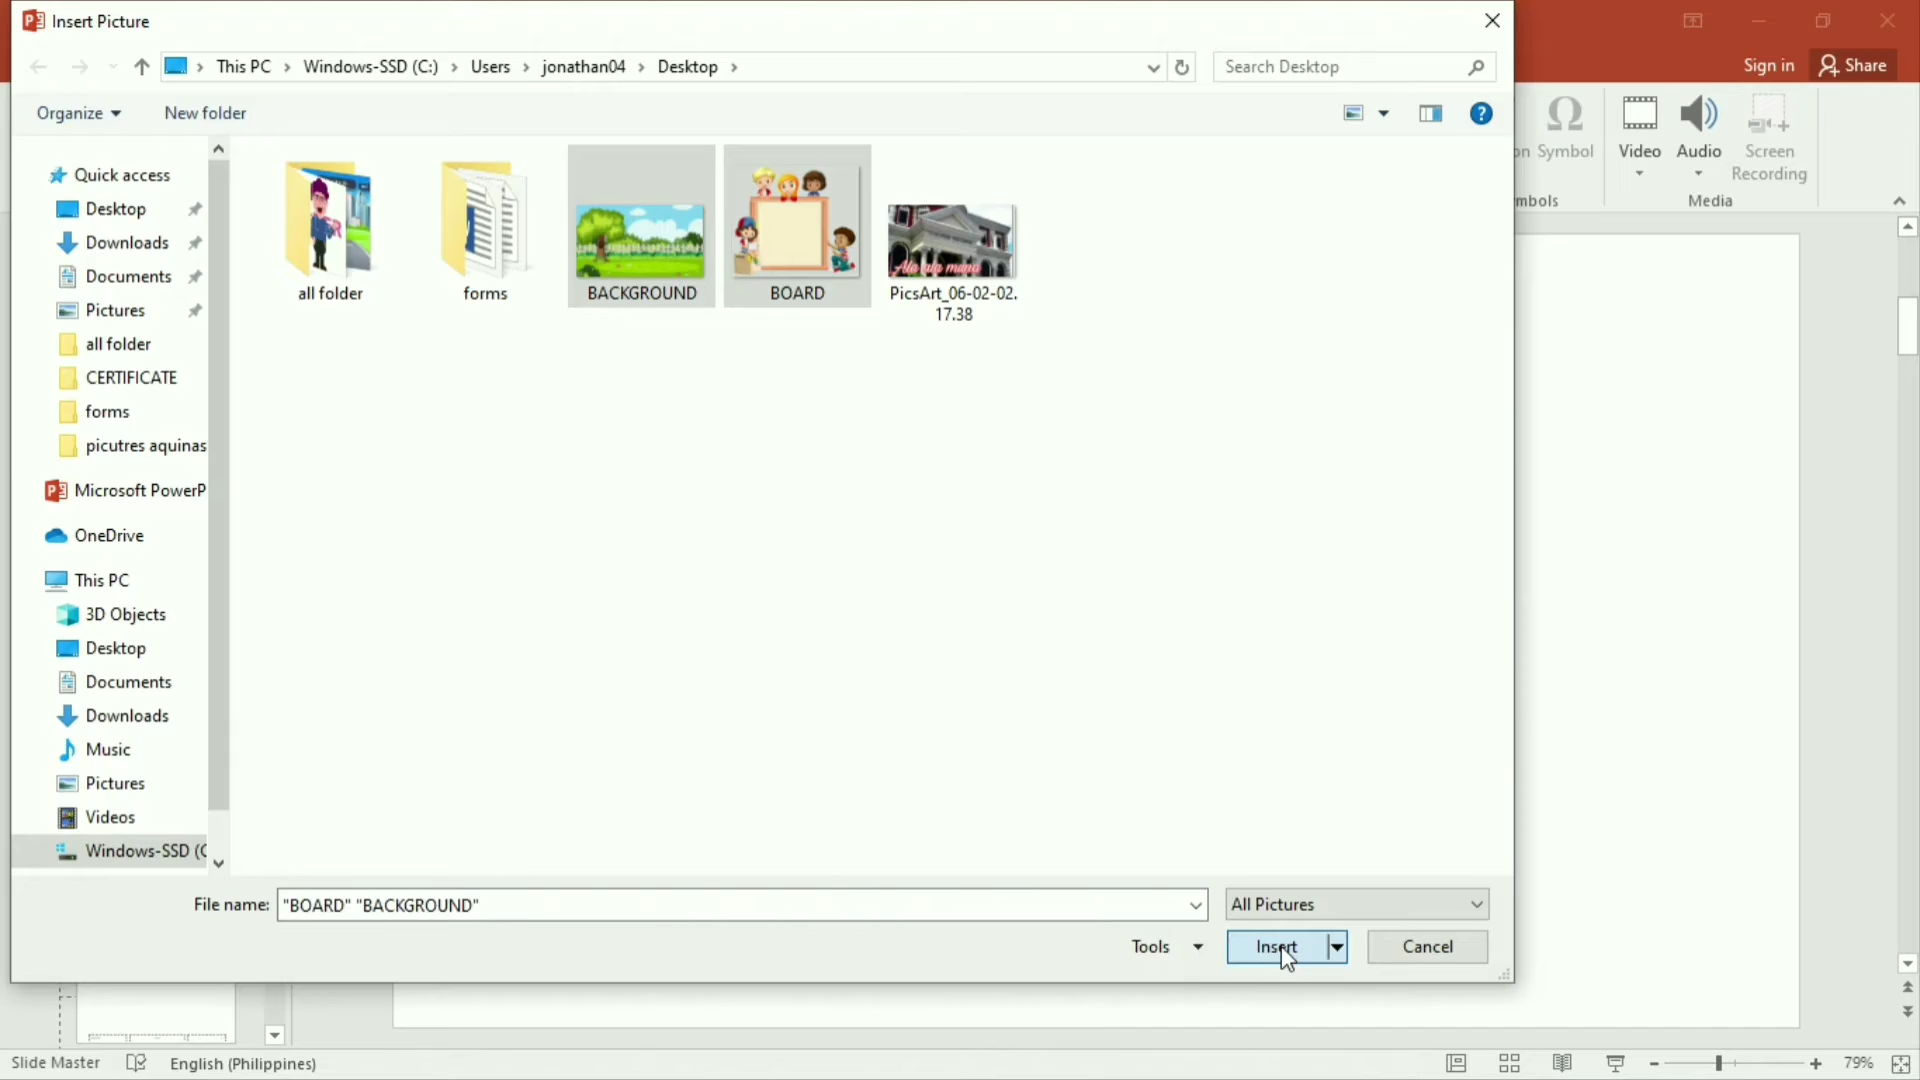 Insert Picture
This PC
Windows-SSD (C:)
Users
jonathan04
Desktop
Search Desktop
Sign in
Share
Organize
New folder
on Symbol
Video
Audio
Screen
Recording
mbols
Media
Quick access
Desktop
Downloads
Documents
Pictures
all folder
CERTIFICATE
forms
picutres aquinas
Microsoft PowerP
OneDrive
This PC
3D Objects
Desktop
Documents
Downloads
Music
Pictures
Videos
Windows-SSD (C
all folder
forms
BACKGROUND
BOARD
PicsArt_06-02-02.
17.38
File name:
"BOARD" "BACKGROUND"
All Pictures
Tools
Insert
Cancel
Slide Master
English (Philippines)
79%